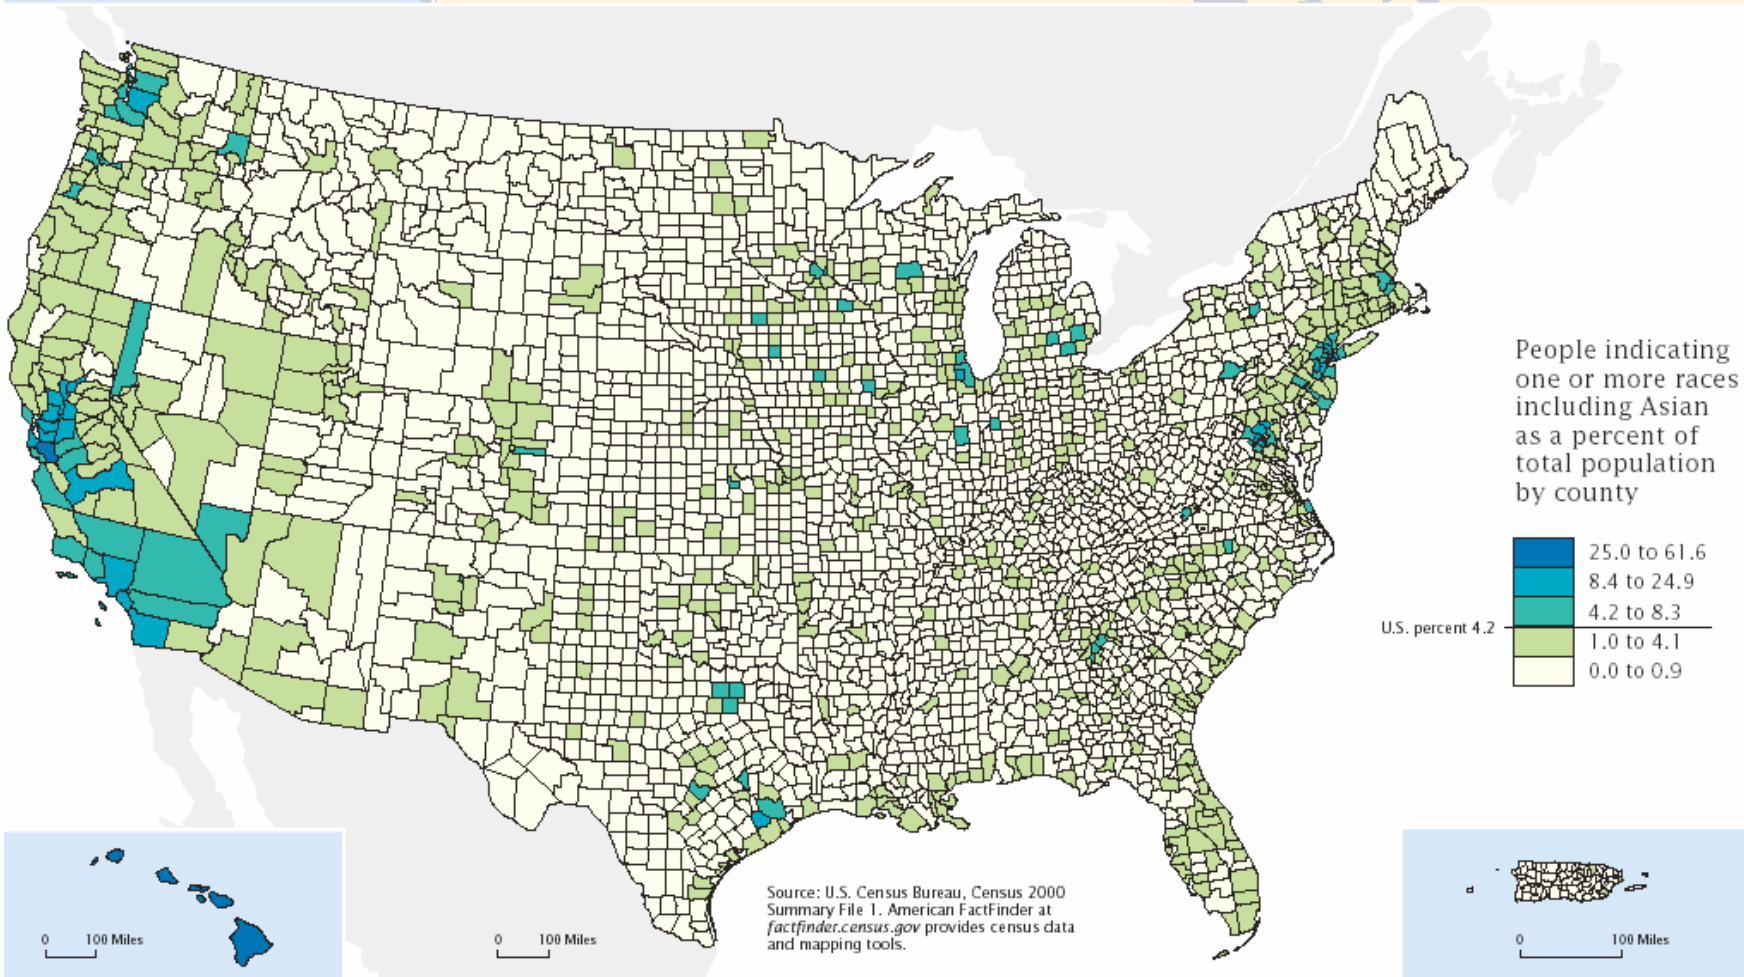 People indicating
one or more races
including Asian
as a percent of
total population
by county
25.0 to 61.6
8.4 to 24.9
4.2 to 8.3
U.S. percent 4.2
1.0 to 4.1
0.0 to 0.9
Source: U.S. Census Bureau, Census 2000
Summary File 1. American FactFinder at
factfinder.census.gov provides census data
and mapping tools.
0 100 Miles
0 100 Miles
0 100 Miles